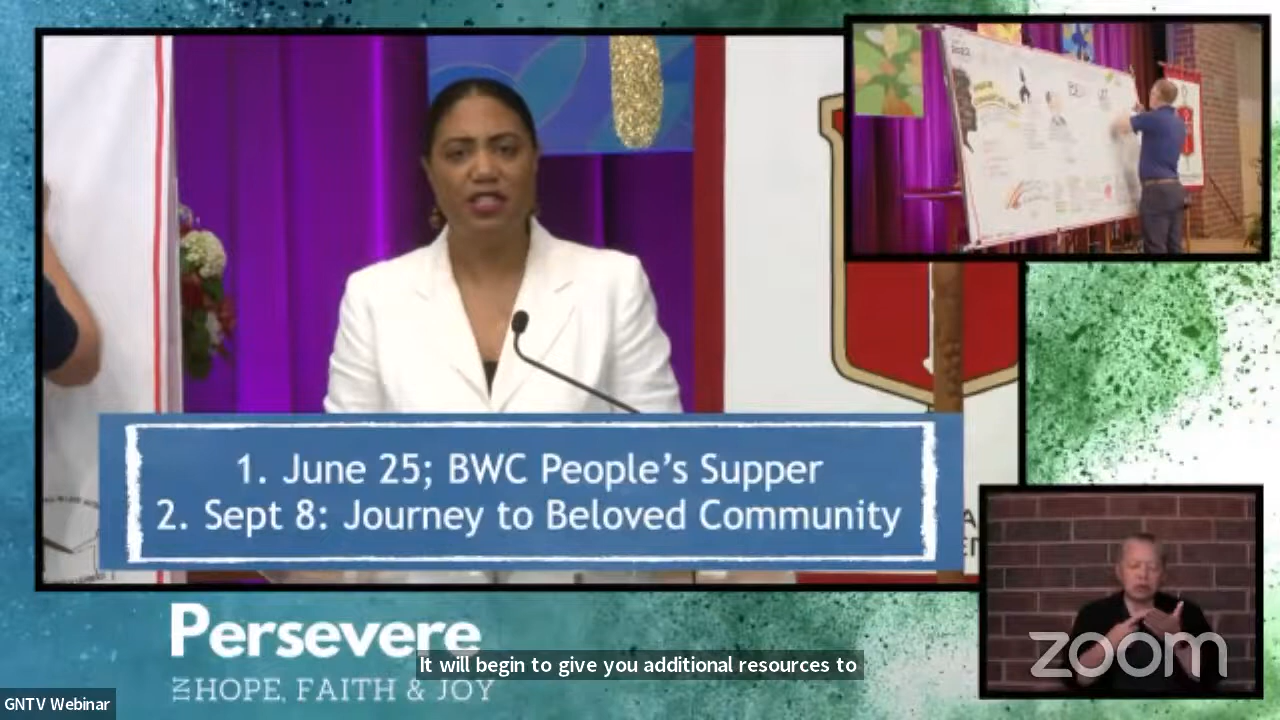 1. June 25; BWC People's Supper
2. Sept 8: Journey to Beloved Community
Persevere
IN HOPE, FAITH & JOY
It will begin to give you additional resources to
GNTV Webinar
zoom